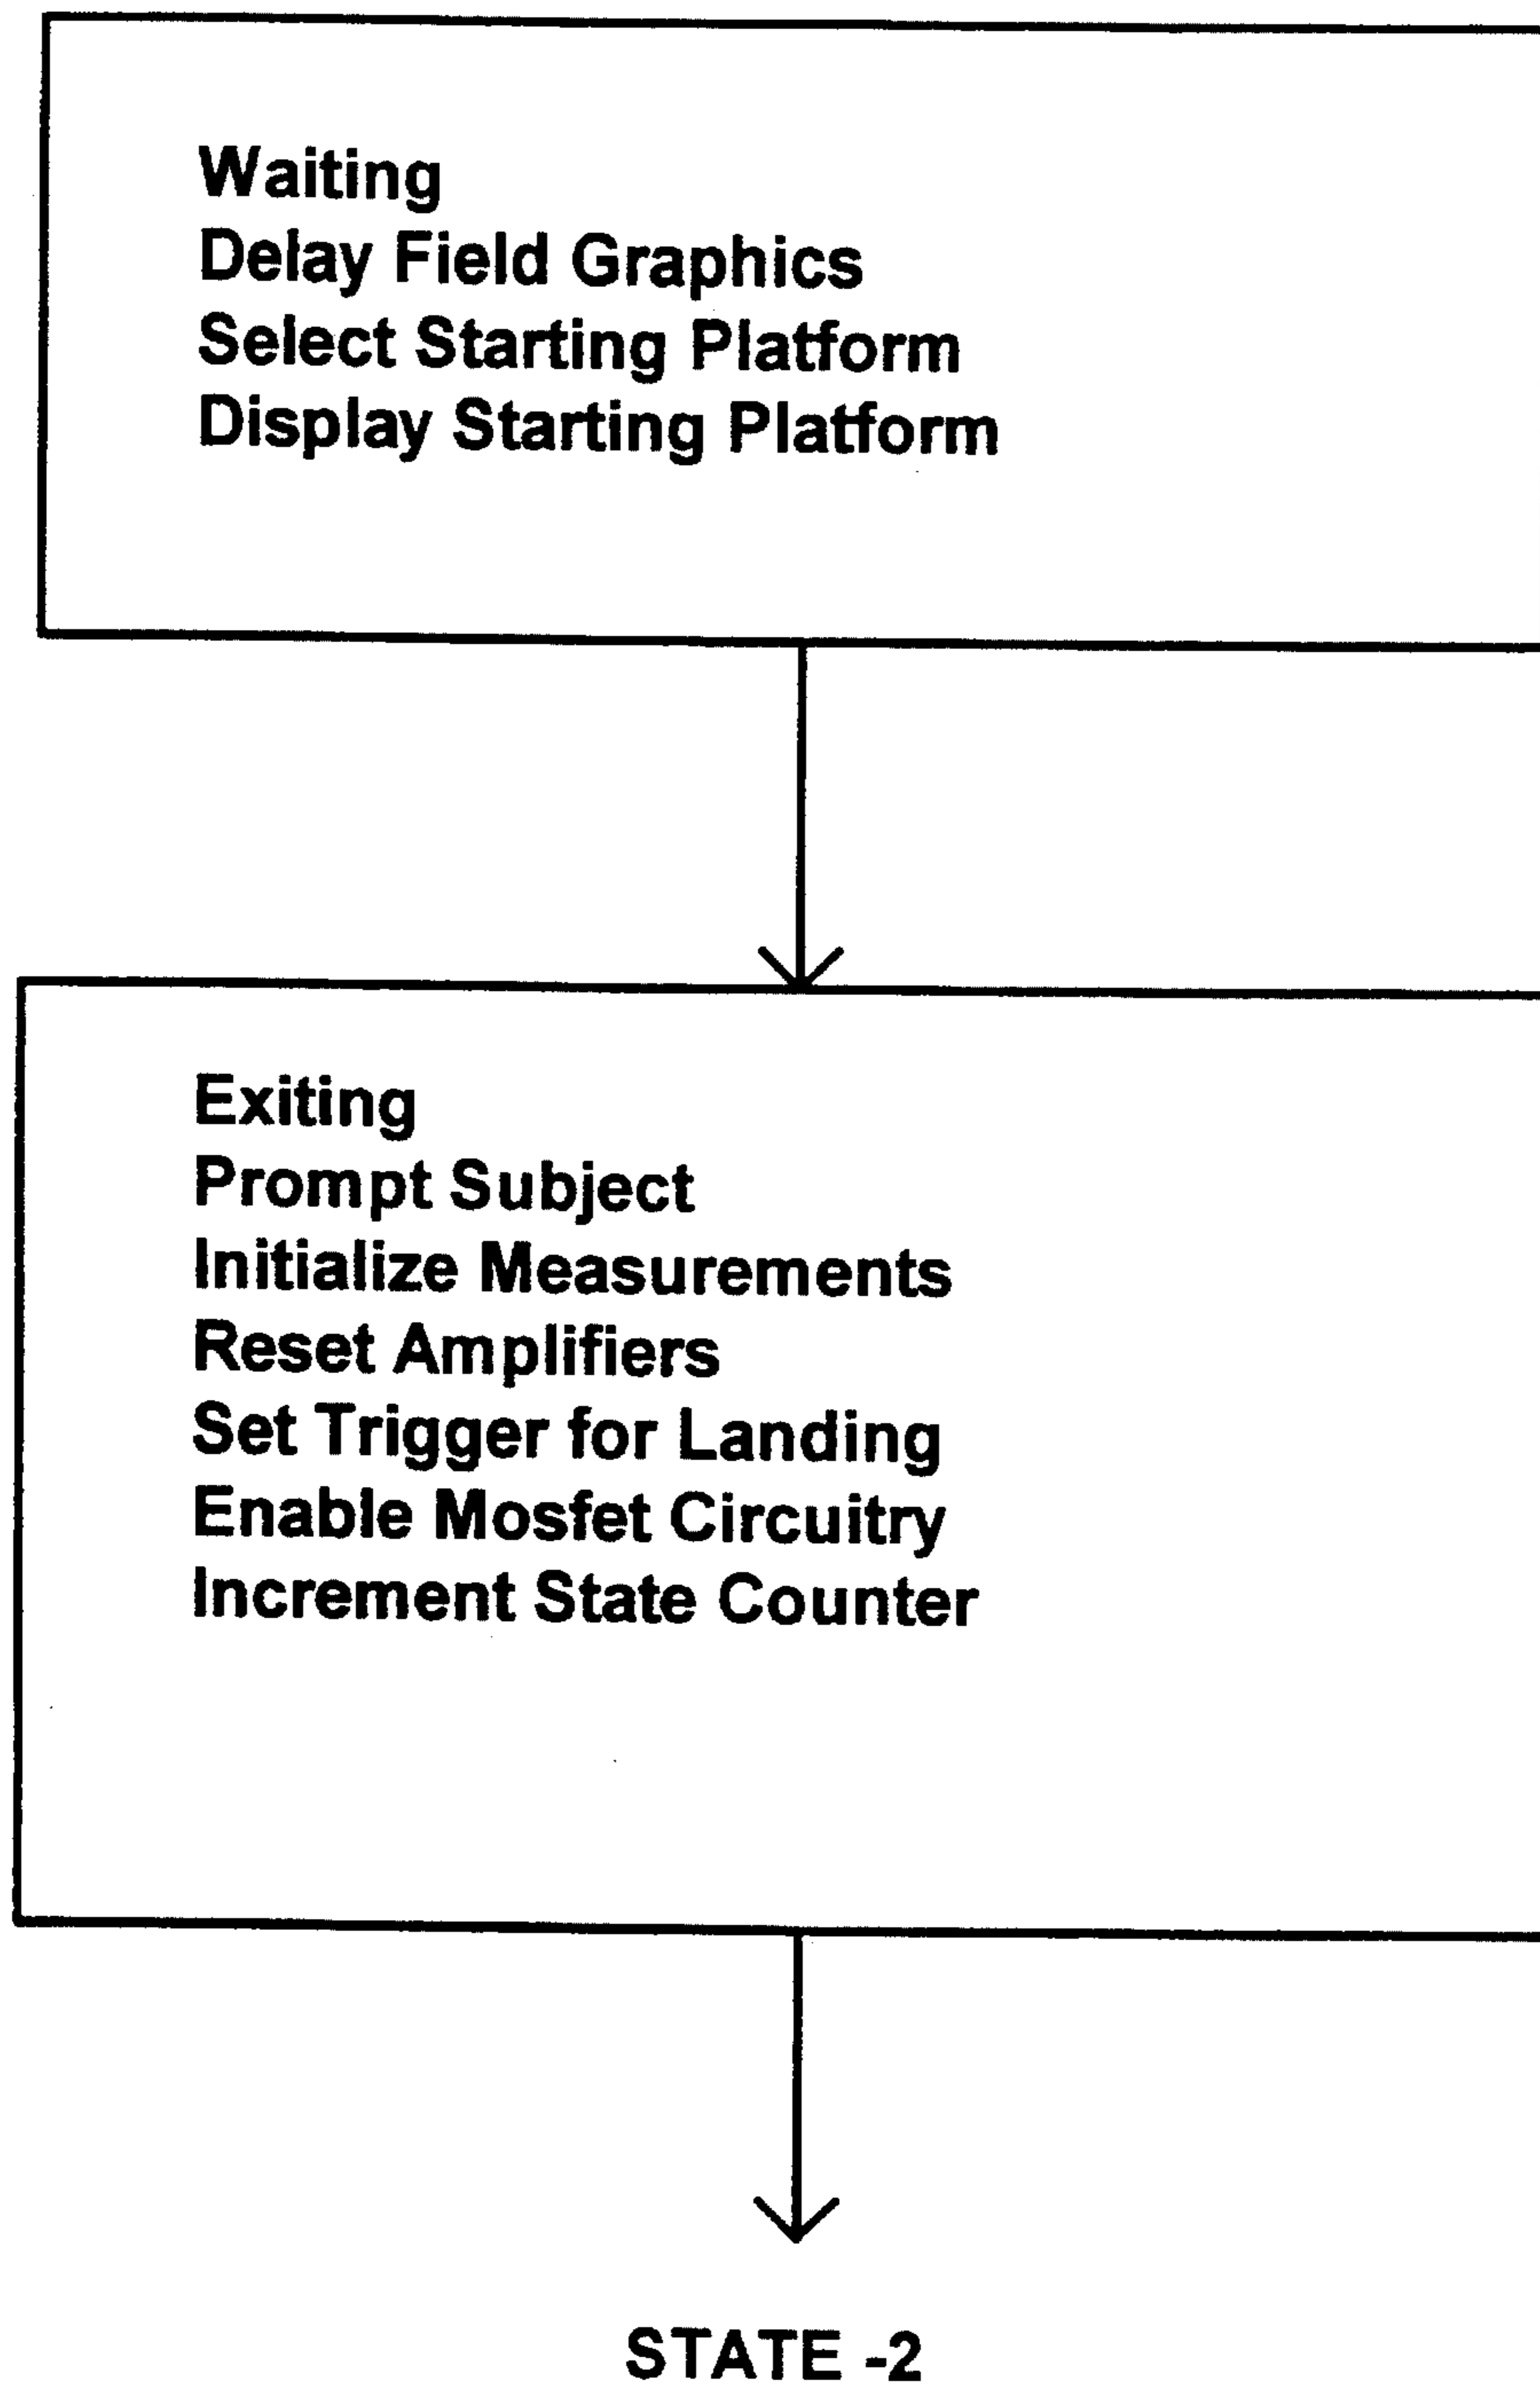 Waiting
Delay Field Graphics
Select Starting Platform
Display Starting Platform
Exiting
Prompt Subject
Initialize Measurements
Reset Amplifiers
Set Trigger for Landing
Enable Mosfet Circuitry
Increment State Counter
STATE -2